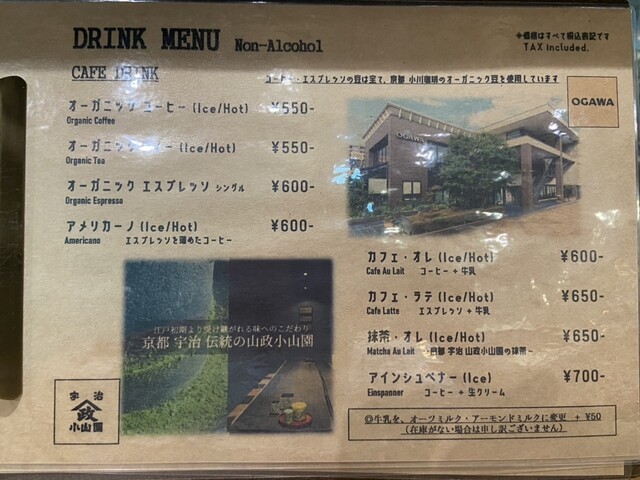 DRINK MENU Non-Alcohol
※価格はすべて税込表記です
TAX Included.
CAFE DRINK
コーヒー・エスプレッソの豆は全て、京都 小川珈琲のオーガニック豆を使用しています
オーガニック コーヒー (Ice/Hot) ¥550-
Organic Coffee
オーガニック ティー (Ice/Hot) ¥550-
Organic Tea
オーガニック エスプレッソ シングル ¥600-
Organic Espresso
アメリカーノ (Ice/Hot) ¥600-
Americano エスプレッソを薄めたコーヒー
OGAWA
OGAWA
カフェ・オレ (Ice/Hot) ¥600-
Cafe Au Lait コーヒー + 牛乳
カフェ・ラテ (Ice/Hot) ¥650-
Cafe Latte エスプレッソ + 牛乳
抹茶・オレ (Ice/Hot) ¥650-
Matcha Au Lait 京都 宇治 山政小山園の抹茶~
アインシュペナー (Ice) ¥700-
Einspanner コーヒー + 生クリーム
◎牛乳を、オーツミルク・アーモンドミルクに変更 + ¥50
(在庫がない場合は申し訳ございません)
江戸初期より受け継がれる味へのこだわり
京都 宇治 伝統の山政小山園
宇治
政
小山園